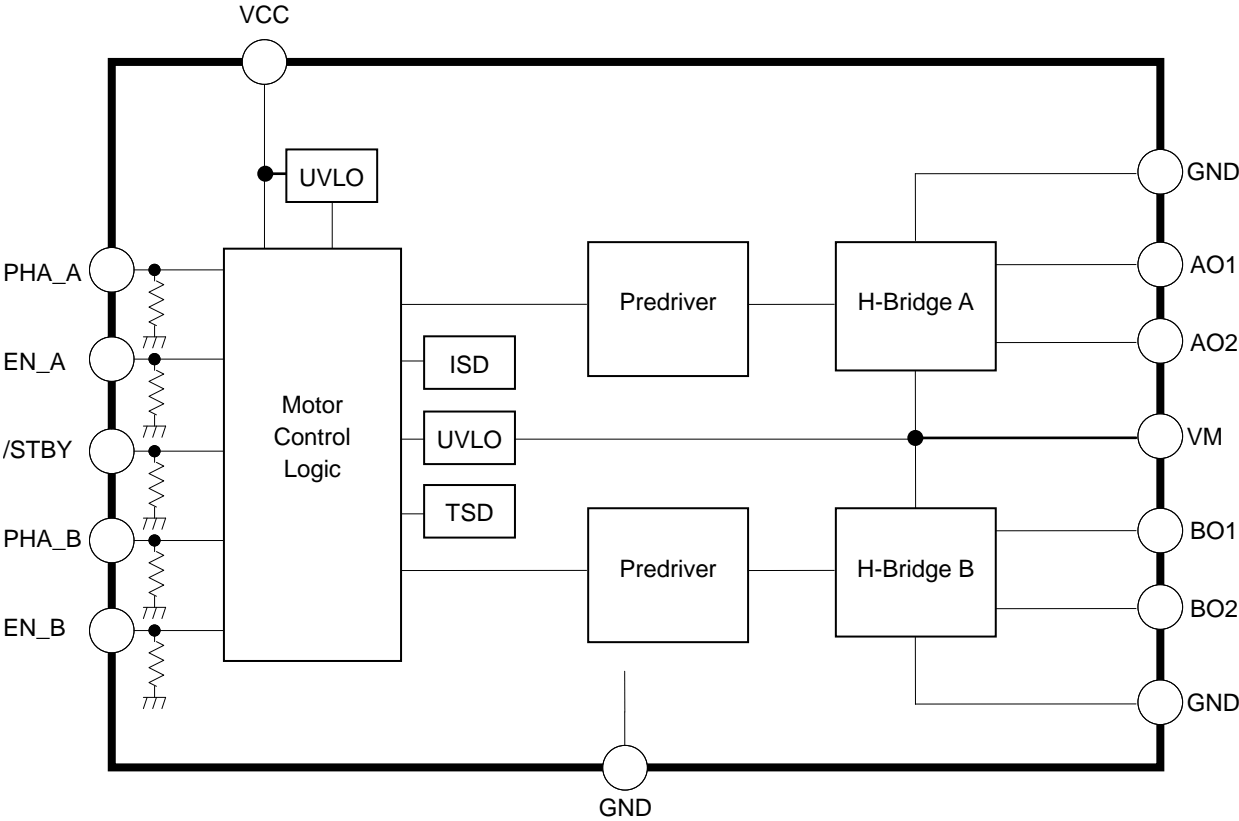 VCC
UVLO
GND
PHA_A
AO1
Predriver
H-Bridge A
AO2
EN_A
ISD
Motor
Control
Logic
UVLO
VM
/STBY
TSD
PHA_B
BO1
Predriver
H-Bridge B
BO2
EN_B
GND
GND